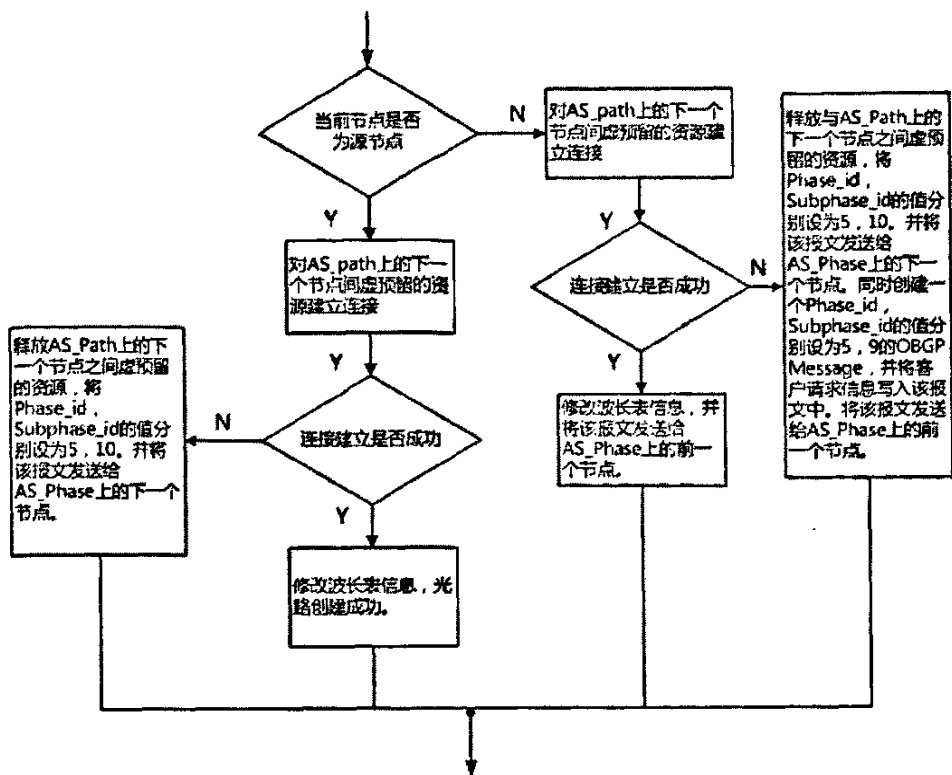 当前节点是否
为源节点
N
Y
对AS_path上的下一个
节点间虚预留的资源建
立连接
Y
释放与AS_Path上的
下一个节点之间虚预
留的资源，将
Phase_id，
Subphase_id的值分
别设为5，10。并将
该报文发送给
AS_Phase上的下一
个节点。同时创建一
个Phase_id，
Subphase_id的值分
别设为5，9的OBGP
Message，并将客
户请求信息写入该报
文中。将该报文发送
给AS_Phase上的前
一个节点。
对AS_path上的下一
个节点间虚预留的资
源建立连接
Y
连接建立是否成功
N
Y
释放AS_Path上的下
一个节点之间虚预留
的资源，将
Phase_id，
Subphase_id的值分
别设为5，10。并将
该报文发送给
AS_Phase上的下一个
节点。
N
连接建立是否成功
Y
修改波长表信息，并
将该报文发送给
AS_Phase上的前一
个节点。
修改波长表信息，光
路创建成功。